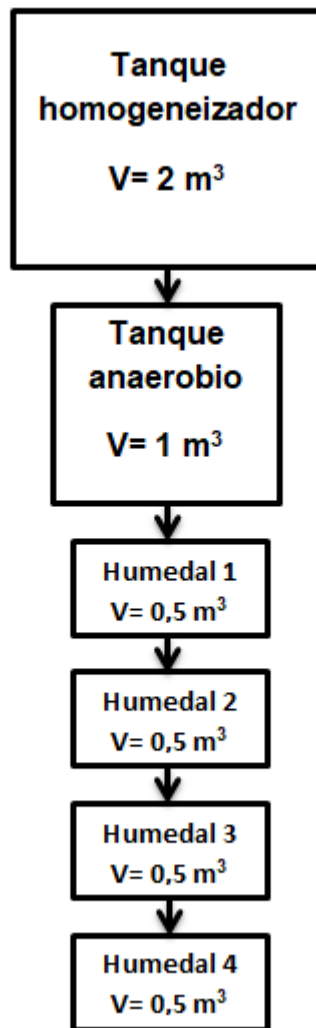 Tanque
homogeneizador
V= 2 m³
Tanque
anaerobio
V= 1 m³
Humedal 1
V= 0,5 m³
Humedal 2
V= 0,5 m³
Humedal 3
V= 0,5 m³
Humedal 4
V= 0,5 m³